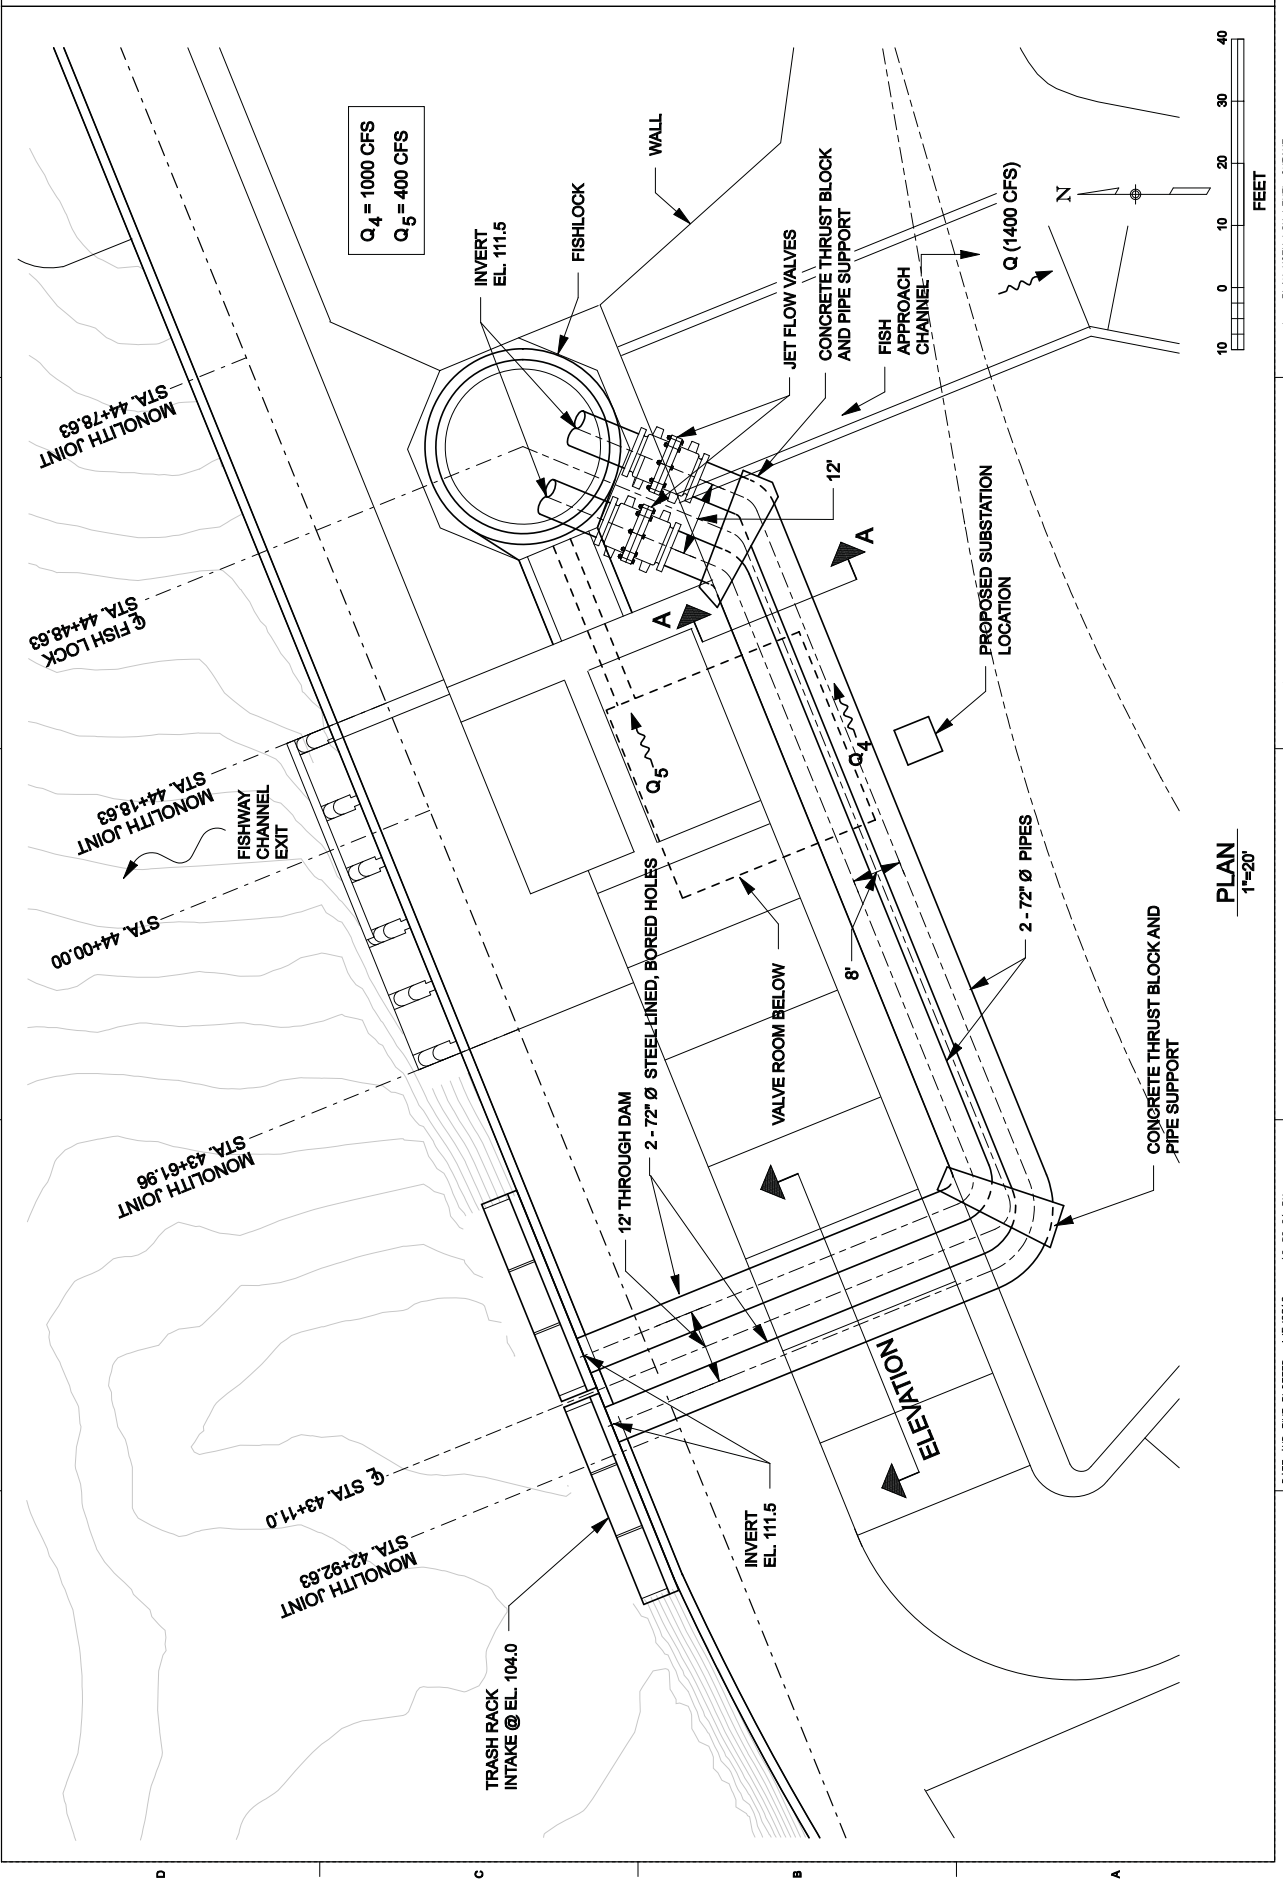 MONOLITH JOINT
STA. 42+92.63
℄ STA. 43+11.0
MONOLITH JOINT
STA. 43+61.96
STA. 44+00.00
MONOLITH JOINT
STA. 44+18.63
℄ FISH LOCK
STA. 44+48.63
MONOLITH JOINT
STA. 44+78.63
FISHWAY
CHANNEL
EXIT
Q4 = 1000 CFS
Q5 = 400 CFS
TRASH RACK
INTAKE @ EL. 104.0
INVERT
EL. 111.5
FISHLOCK
WALL
12' THROUGH DAM
2 - 72" Ø STEEL LINED, BORED HOLES
Q5
VALVE ROOM BELOW
INVERT
EL. 111.5
ELEVATION
8'
Q4
A
A
12'
JET FLOW VALVES
CONCRETE THRUST BLOCK
AND PIPE SUPPORT
FISH
APPROACH
CHANNEL
Q (1400 CFS)
N
PROPOSED SUBSTATION
LOCATION
2 - 72" Ø PIPES
CONCRETE THRUST BLOCK AND
PIPE SUPPORT
PLAN
1"=20'
10 0 10 20 30 40
FEET
D
C
B
A